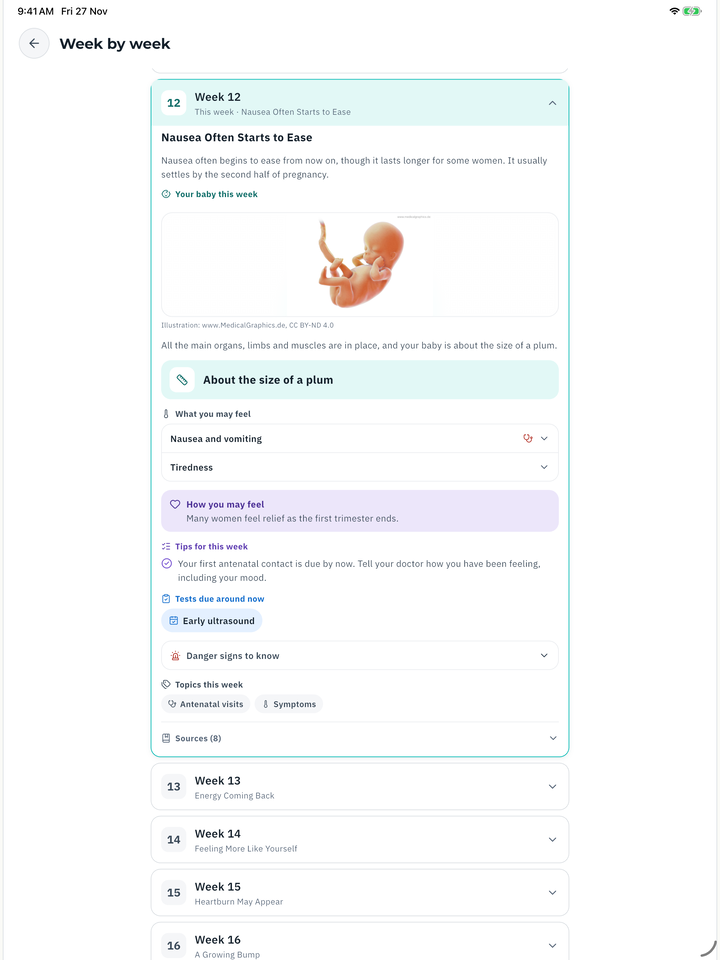 9:41 AM Fri 27 Nov
Week by week
12
Week 12
This week · Nausea Often Starts to Ease
Nausea Often Starts to Ease
Nausea often begins to ease from now on, though it lasts longer for some women. It usually
settles by the second half of pregnancy.
Your baby this week
Illustration: www.MedicalGraphics.de, CC BY-ND 4.0
All the main organs, limbs and muscles are in place, and your baby is about the size of a plum.
About the size of a plum
What you may feel
Nausea and vomiting
Tiredness
How you may feel
Many women feel relief as the first trimester ends.
Tips for this week
Your first antenatal contact is due by now. Tell your doctor how you have been feeling,
including your mood.
Tests due around now
Early ultrasound
Danger signs to know
Topics this week
Antenatal visits
Symptoms
Sources (8)
13
Week 13
Energy Coming Back
14
Week 14
Feeling More Like Yourself
15
Week 15
Heartburn May Appear
16
Week 16
A Growing Bump